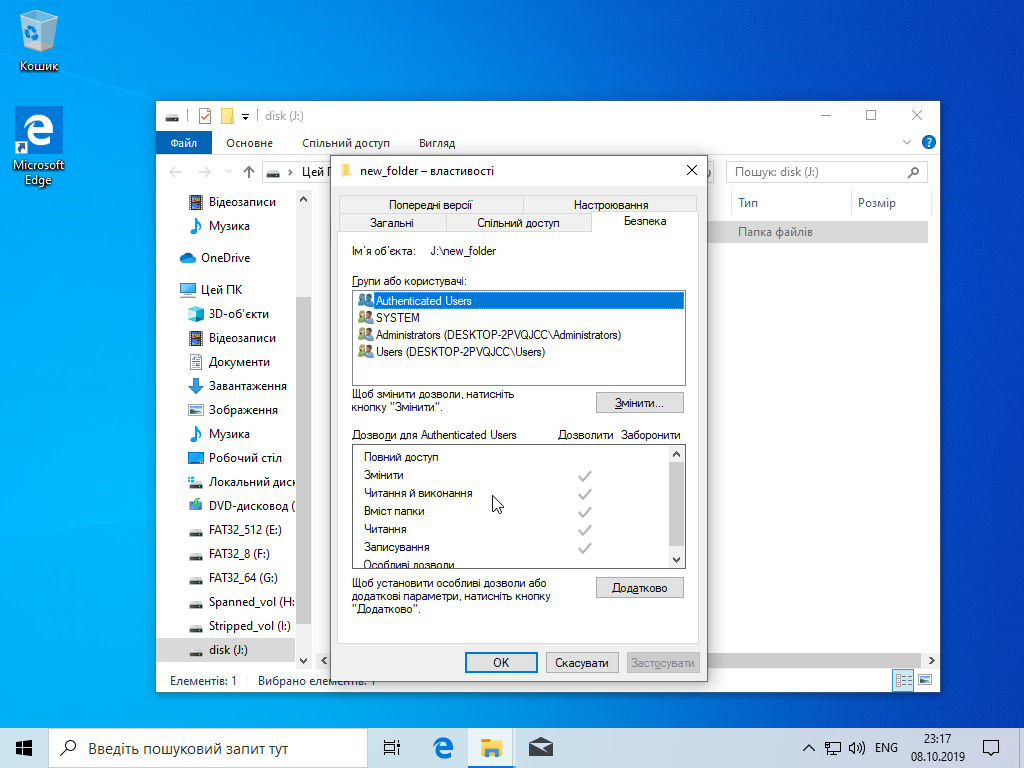 Кошик
Microsoft
Edge
disk (J:)
Файл
Основне
Спільний доступ
Вигляд
Цей П
Пошук: disk (J:)
Тип
Розмір
Папка файлів
Відеозаписи
Музика
OneDrive
Цей ПК
3D-об'єкти
Відеозаписи
Документи
Завантаження
Зображення
Музика
Робочий стіл
Локальний диск
DVD-дисковод (
FAT32_512 (E:)
FAT32_8 (F:)
FAT32_64 (G:)
Spanned_vol (H:
Stripped_vol (I:)
disk (J:)
Елементів: 1
Вибрано елементів: 1
new_folder – властивості
Попередні версії
Настроювання
Загальні
Спільний доступ
Безпека
Ім'я об'єкта: J:\new_folder
Групи або користувачі:
Authenticated Users
SYSTEM
Administrators (DESKTOP-2PVQJCC\Administrators)
Users (DESKTOP-2PVQJCC\Users)
Щоб змінити дозволи, натисніть
кнопку "Змінити".
Змінити...
Дозволи для Authenticated Users
Дозволити
Заборонити
Повний доступ
Змінити
Читання й виконання
Вміст папки
Читання
Записування
Особливі дозволи
Щоб установити особливі дозволи або
додаткові параметри, натисніть кнопку
"Додатково".
Додатково
OK
Скасувати
Застосувати
Введіть пошуковий запит тут
ENG
23:17
08.10.2019